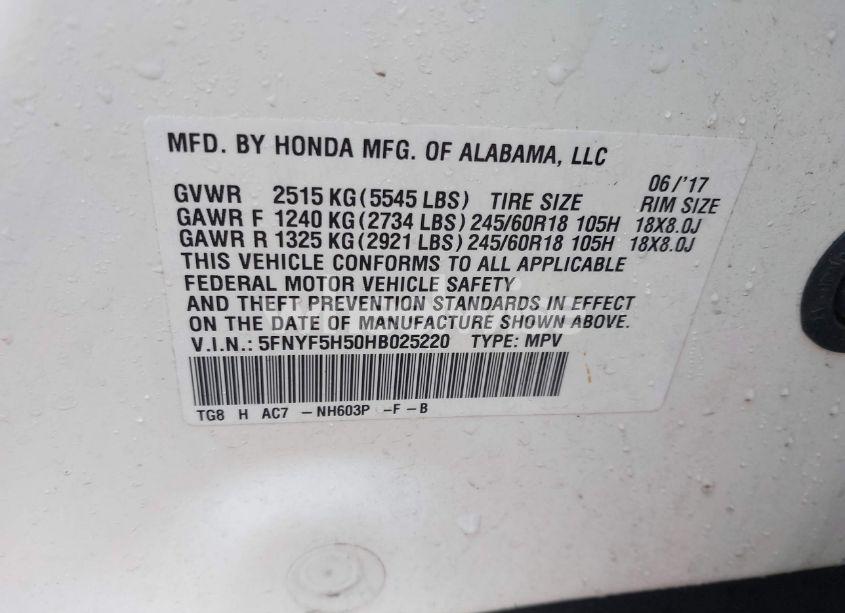 MFD. BY HONDA MFG. OF ALABAMA, LLC
06/'17
GVWR 2515 KG (5545 LBS) TIRE SIZE RIM SIZE
GAWR F 1240 KG (2734 LBS) 245/60R18 105H 18X8.0J
GAWR R 1325 KG (2921 LBS) 245/60R18 105H 18X8.0J
THIS VEHICLE CONFORMS TO ALL APPLICABLE
FEDERAL MOTOR VEHICLE SAFETY
AND THEFT PREVENTION STANDARDS IN EFFECT
ON THE DATE OF MANUFACTURE SHOWN ABOVE.
V.I.N.: 5FNYF5H50HB025220 TYPE: MPV
TG8 H AC7 -NH603P -F-B